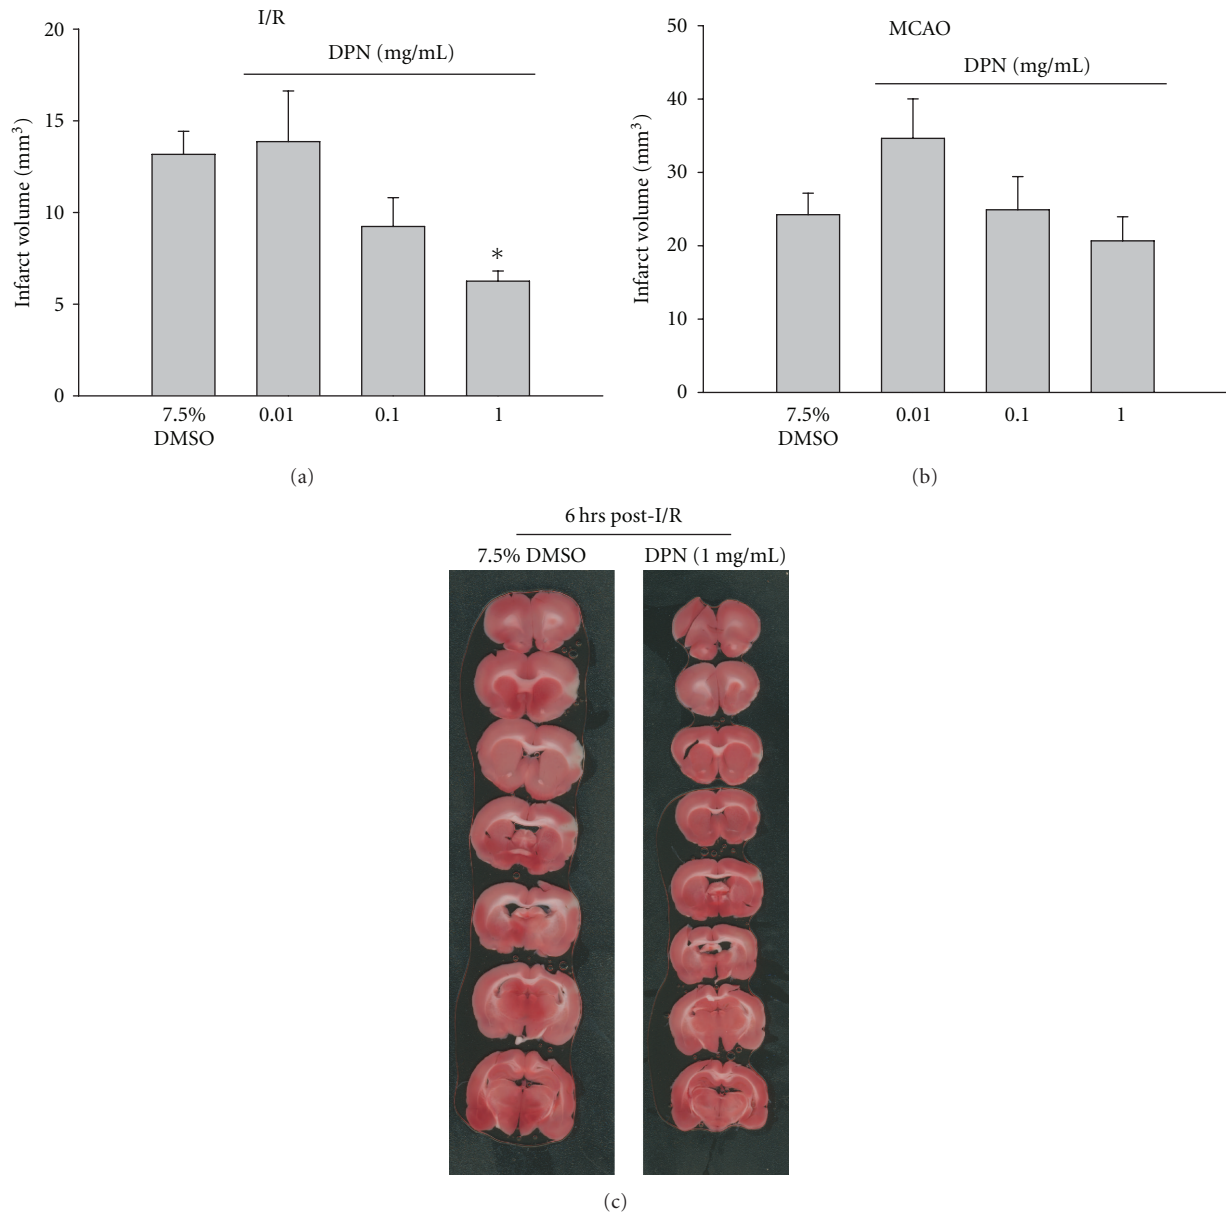 I/R
DPN (mg/mL)
Infarct volume (mm³)
20
15
10
5
0
*
7.5% DMSO
0.01
0.1
1
(a)
MCAO
DPN (mg/mL)
Infarct volume (mm³)
50
40
30
20
10
0
7.5% DMSO
0.01
0.1
1
(b)
6 hrs post-I/R
7.5% DMSO
DPN (1 mg/mL)
(c)